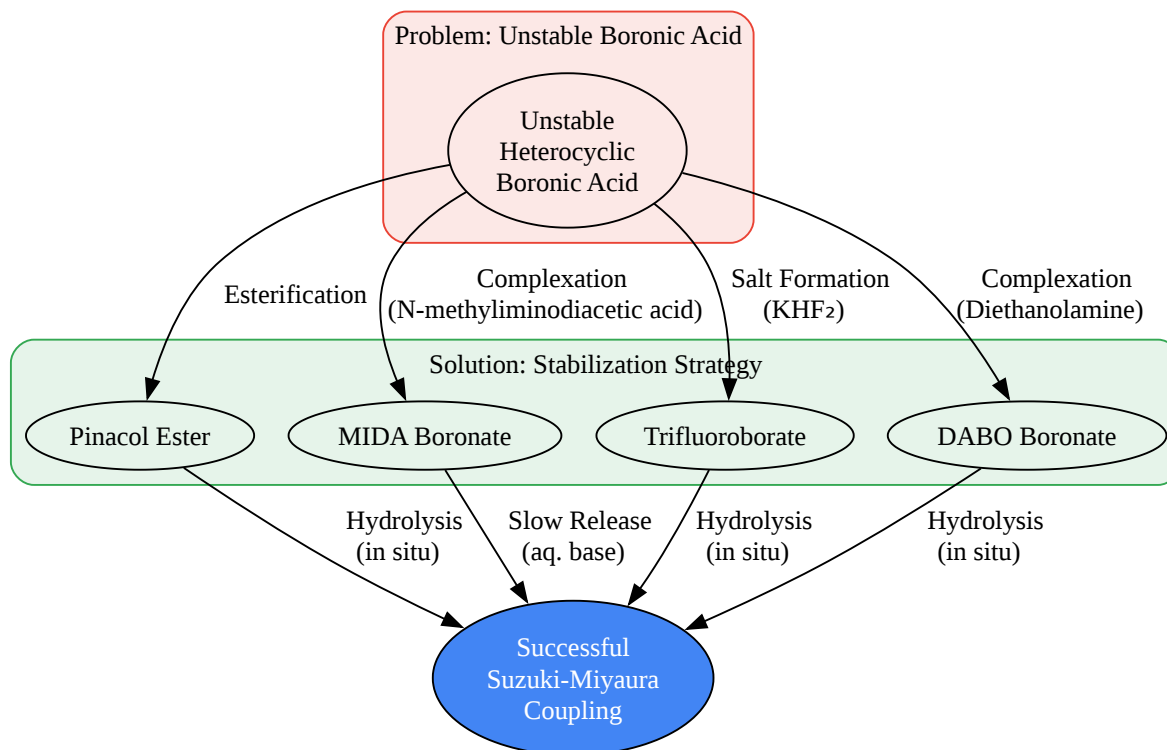 Problem: Unstable Boronic Acid
Unstable
Heterocyclic
Boronic Acid
Esterification
Complexation
(N-methyliminodiacetic acid)
Salt Formation
(KHF₂)
Complexation
(Diethanolamine)
Solution: Stabilization Strategy
Pinacol Ester
MIDA Boronate
Trifluoroborate
DABO Boronate
Hydrolysis
(in situ)
Slow Release
(aq. base)
Hydrolysis
(in situ)
Hydrolysis
(in situ)
Successful
Suzuki-Miyaura
Coupling